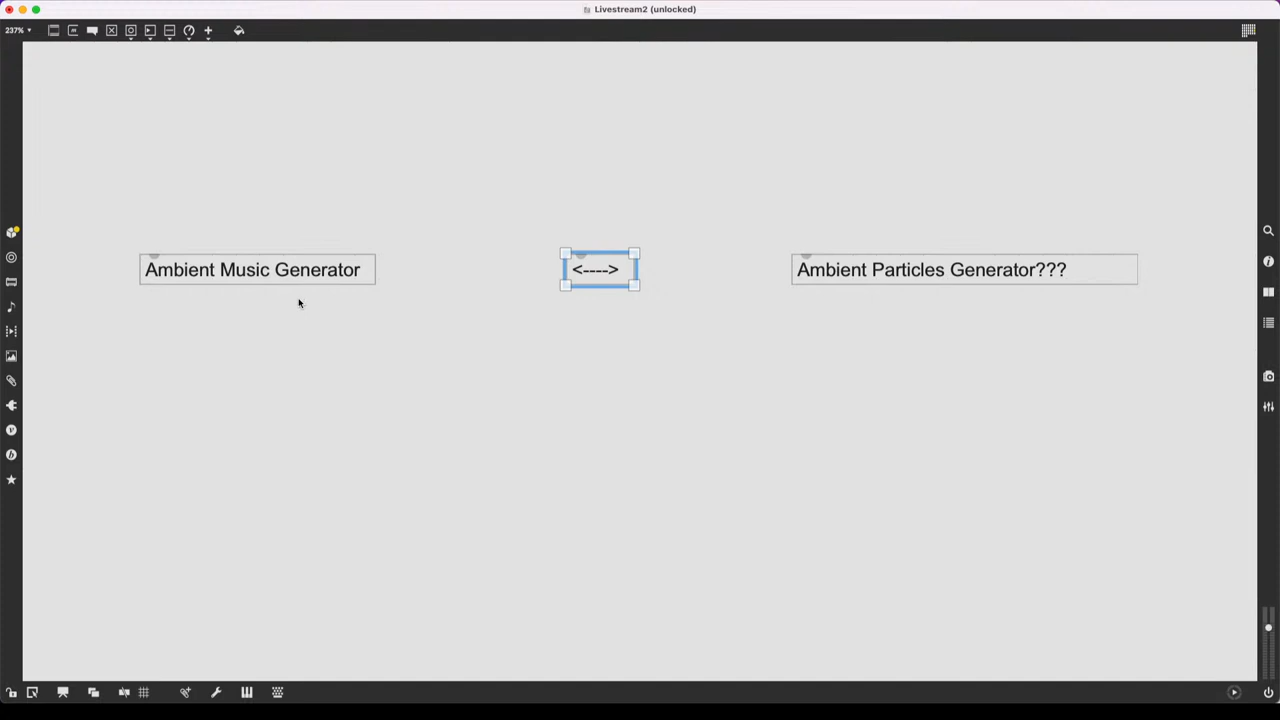 Livestream2 (unlocked)
237%
Ambient Music Generator
<---->
Ambient Particles Generator???